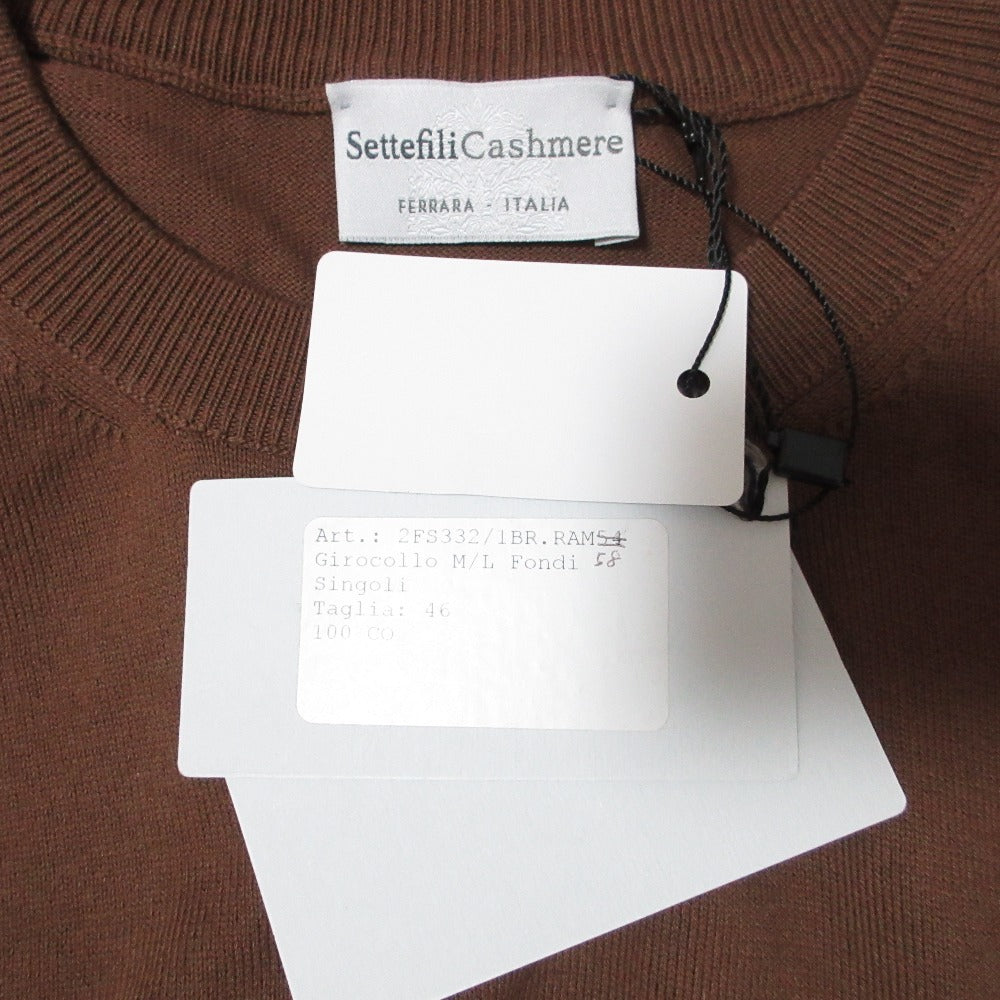 SettefiliCashmere
FERRARA - ITALIA
Art.: 2FS332/1BR.RAM54
Girocollo M/L Fondi 58
Singoli
Taglia: 46
100 CO